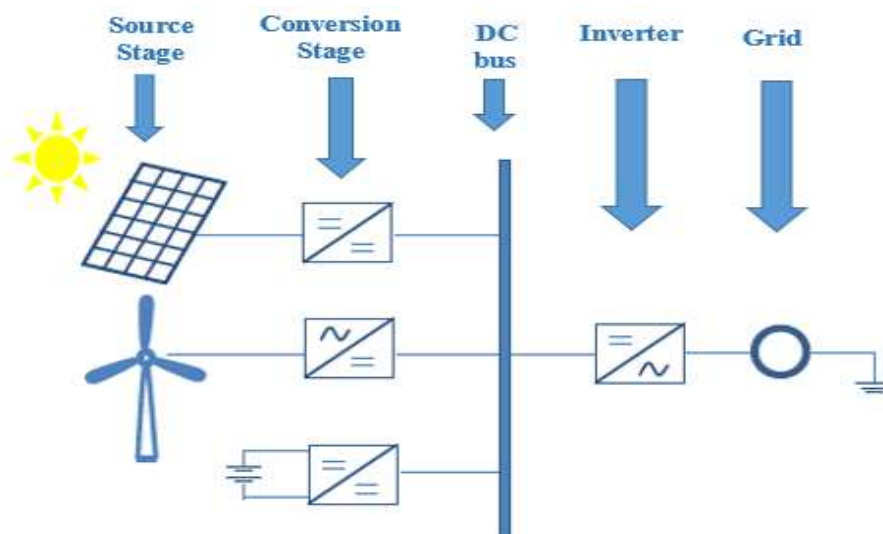 Source
Stage
Conversion
Stage
DC
bus
Inverter
Grid